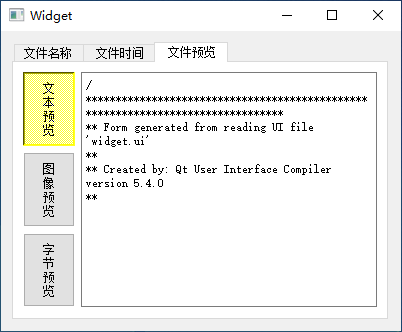 Widget
文件名称 文件时间 文件预览
文本预览
图像预览
字节预览
/
***********************************************
*********************************
** Form generated from reading UI file
'widget.ui'
**
** Created by: Qt User Interface Compiler
version 5.4.0
**